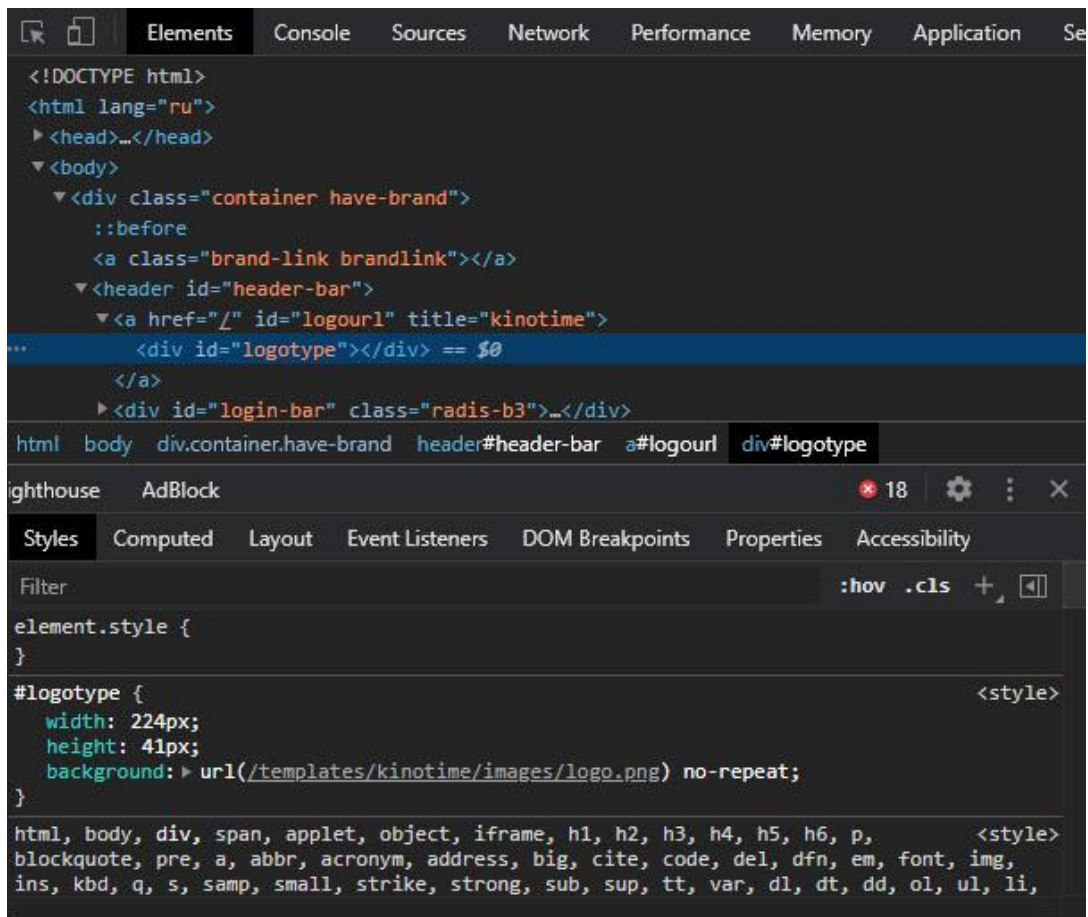 Elements Console Sources Network Performance Memory Application Se
<!DOCTYPE html>
<html lang="ru">
<head>…</head>
<body>
<div class="container have-brand">
::before
<a class="brand-link brandlink"></a>
<header id="header-bar">
<a href="/" id="logourl" title="kinotime">
<div id="logotype"></div> == $0
</a>
<div id="login-bar" class="radis-b3">…</div>
html body div.container.have-brand header#header-bar a#logourl div#logotype
ighthouse AdBlock 18
Styles Computed Layout Event Listeners DOM Breakpoints Properties Accessibility
Filter :hov .cls +
element.style {
}
#logotype { <style>
width: 224px;
height: 41px;
background: url(/templates/kinotime/images/logo.png) no-repeat;
}
html, body, div, span, applet, object, iframe, h1, h2, h3, h4, h5, h6, p, <style>
blockquote, pre, a, abbr, acronym, address, big, cite, code, del, dfn, em, font, img,
ins, kbd, q, s, samp, small, strike, strong, sub, sup, tt, var, dl, dt, dd, ol, ul, li,